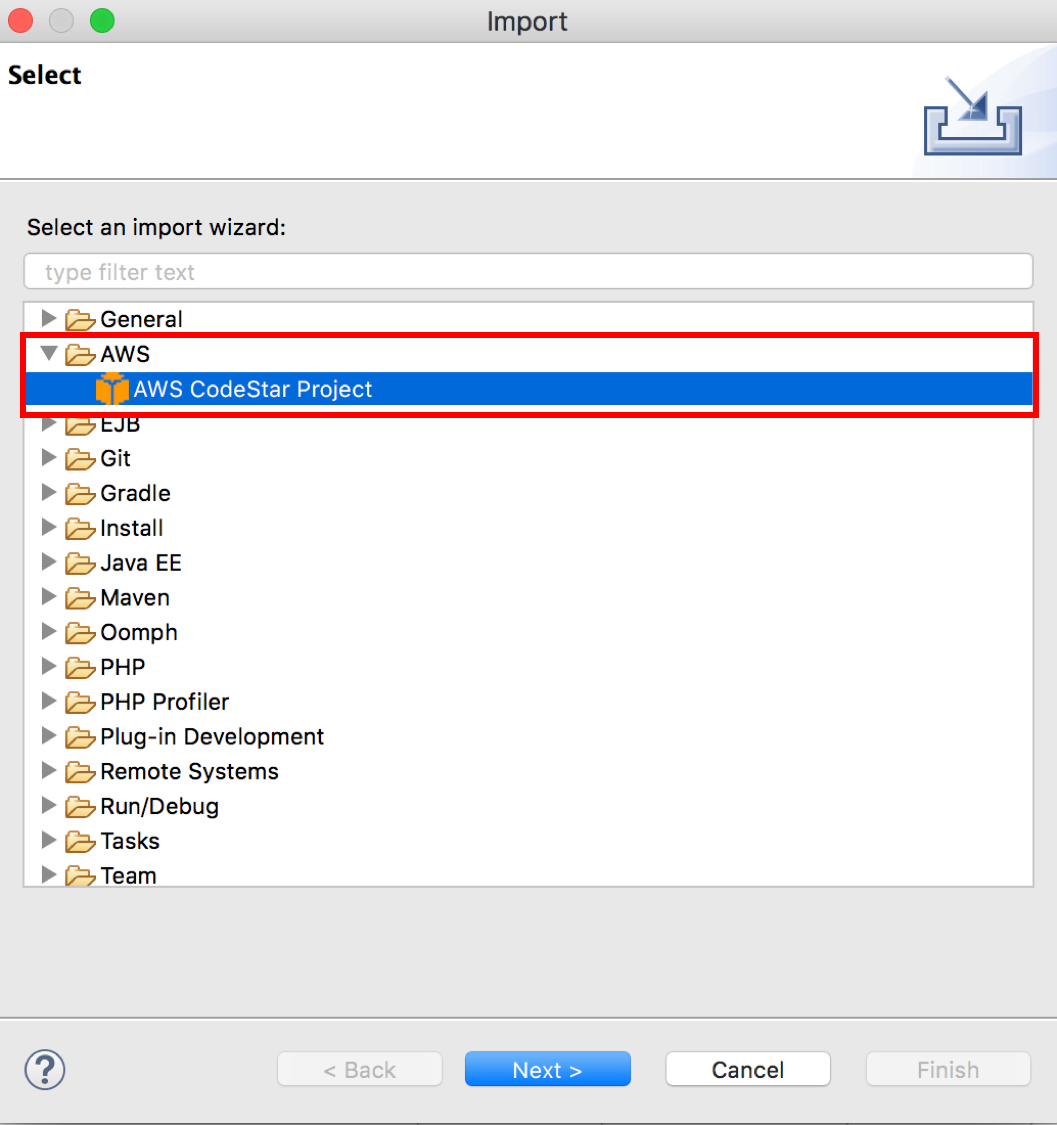 Import
Select
Select an import wizard:
type filter text
General
AWS
AWS CodeStar Project
EJB
Git
Gradle
Install
Java EE
Maven
Oomph
PHP
PHP Profiler
Plug-in Development
Remote Systems
Run/Debug
Tasks
Team
? < Back Next > Cancel Finish